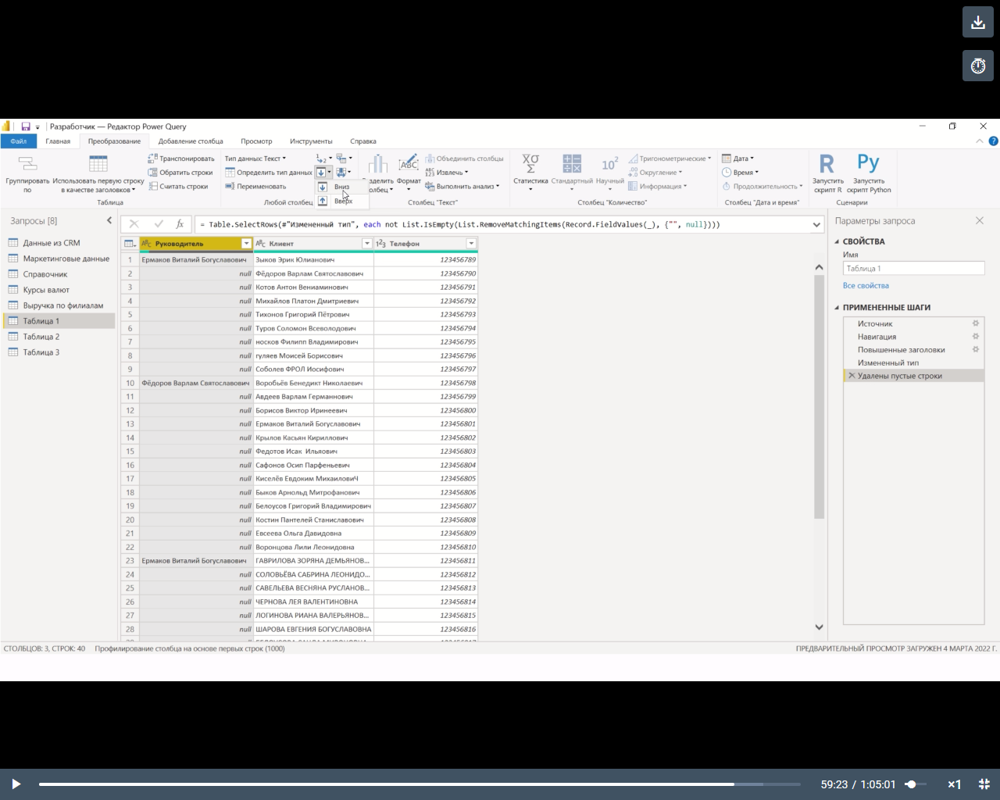 Разработчик — Редактор Power Query
Файл Главная Преобразование Добавление столбца Просмотр Инструменты Справка
Группировать по
Использовать первую строку в качестве заголовков
Транспонировать
Обратить строки
Считать строки
Таблица
Тип данных: Текст
Определить тип данных
Переименовать
Вниз
Вверх
Любой столбец
Формат
Объединить столбцы
Извлечь
Выполнить анализ
Столбец "Текст"
Статистика
Стандартный
Научный
Тригонометрические
Округление
Информация
Столбец "Количество"
Дата
Время
Продолжительность
Столбец "Дата и время"
Запустить скрипт R
Запустить скрипт Python
Сценарии
Запросы [8]
Данные из CRM
Маркетинговые данные
Справочник
Курсы валют
Выручка по филиалам
Таблица 1
Таблица 2
Таблица 3
= Table.SelectRows(#"Измененный тип", each not List.IsEmpty(List.RemoveMatchingItems(Record.FieldValues(_), {"", null})))
Руководитель Клиент Телефон
1 Ермаков Виталий Богуславович Зыков Эрик Юлианович 123456789
2 null Фёдоров Варлам Святославович 123456790
3 null Котов Антон Вениаминович 123456791
4 null Михайлов Платон Дмитриевич 123456792
5 null Тихонов Григорий Пётрович 123456793
6 null Туров Соломон Всеволодович 123456794
7 null носков Филипп Владимирович 123456795
8 null гуляев Моисей Борисович 123456796
9 null Соболев ФРОЛ Иосифович 123456797
10 Фёдоров Варлам Святославович Воробьёв Бенедикт Николаевич 123456798
11 null Авдеев Варлам Германнович 123456799
12 null Борисов Виктор Иринеевич 123456800
13 null Ермаков Виталий Богуславович 123456801
14 null Крылов Касьян Кириллович 123456802
15 null Федотов Исак Ильяович 123456803
16 null Сафонов Осип Парфеньевич 123456804
17 null Киселёв Евдоким МихаиловиЧ 123456805
18 null Быков Арнольд Митрофанович 123456806
19 null Белоусов Григорий Владимирович 123456807
20 null Костин Пантелей Станиславович 123456808
21 null Евсеева Ольга Давидовна 123456809
22 null Воронцова Лили Леонидовна 123456810
23 Ермаков Виталий Богуславович ГАВРИЛОВА ЗОРЯНА ДЕМЬЯНОВ... 123456811
24 null СОЛОВЬЁВА САБРИНА ЛЕОНИДО... 123456812
25 null САВЕЛЬЕВА ВЕСНЯНА РУСЛАНОВ... 123456813
26 null ЧЕРНОВА ЛЕЯ ВАЛЕНТИНОВНА 123456814
27 null ЛОГИНОВА РИАНА ВАЛЕРЬЯНОВ... 123456815
28 null ШАРОВА ЕВГЕНИЯ БОГУСЛАВОВНА 123456816
Параметры запроса
СВОЙСТВА
Имя
Таблица 1
Все свойства
ПРИМЕНЕННЫЕ ШАГИ
Источник
Навигация
Повышенные заголовки
Измененный тип
Удалены пустые строки
СТОЛБЦОВ: 3, СТРОК: 40 Профилирование столбца на основе первых строк (1000)
ПРЕДВАРИТЕЛЬНЫЙ ПРОСМОТР ЗАГРУЖЕН 4 МАРТА 2022 Г.
59:23 / 1:05:01 ×1